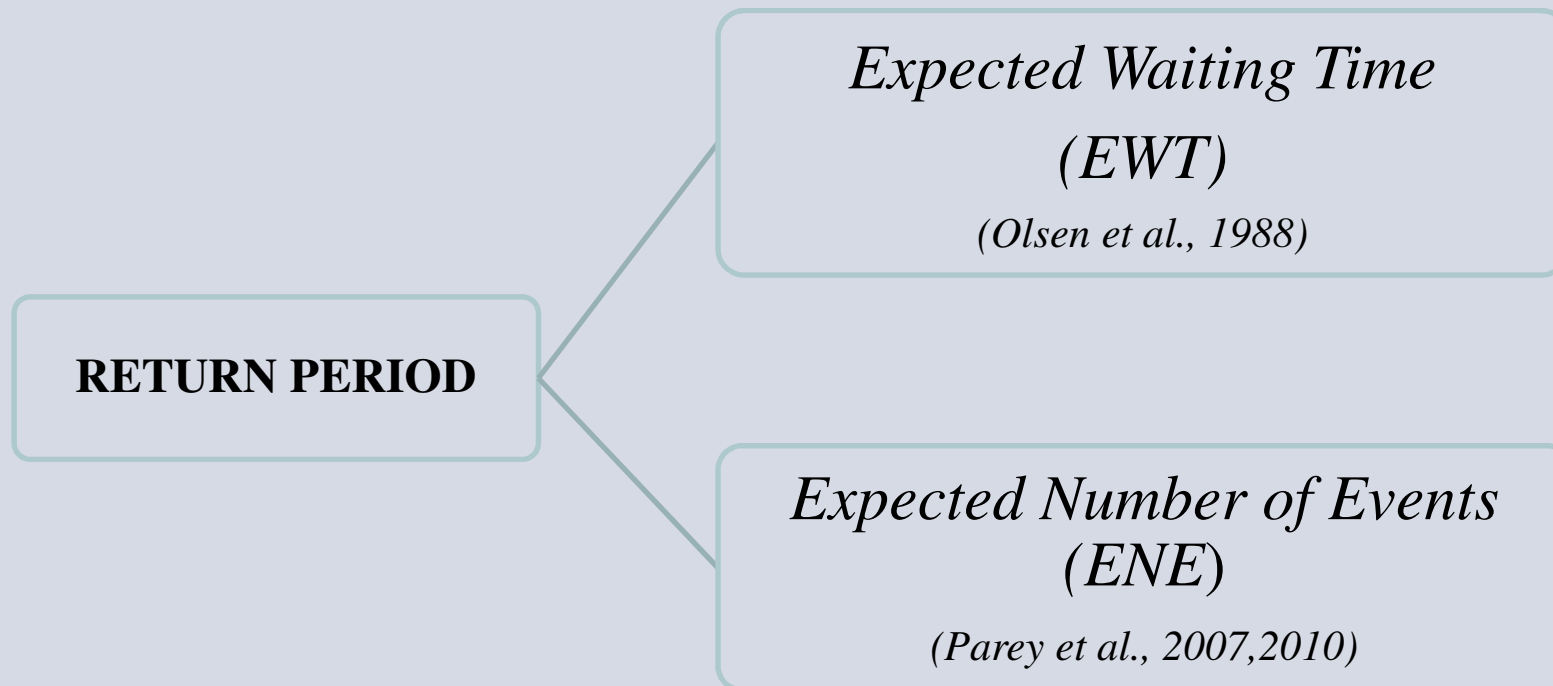 Expected Waiting Time
(EWT)
(Olsen et al., 1988)
RETURN PERIOD
Expected Number of Events
(ENE)
(Parey et al., 2007,2010)